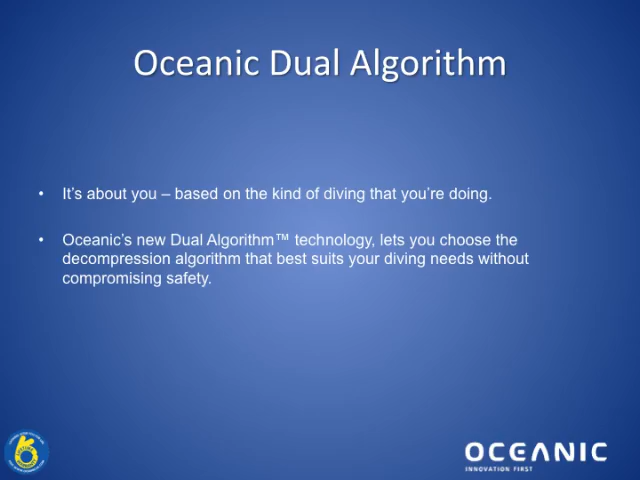 Oceanic Dual Algorithm
• It's about you – based on the kind of diving that you're doing.
• Oceanic's new Dual Algorithm™ technology, lets you choose the
decompression algorithm that best suits your diving needs without
compromising safety.
OCEANIC
INNOVATION FIRST